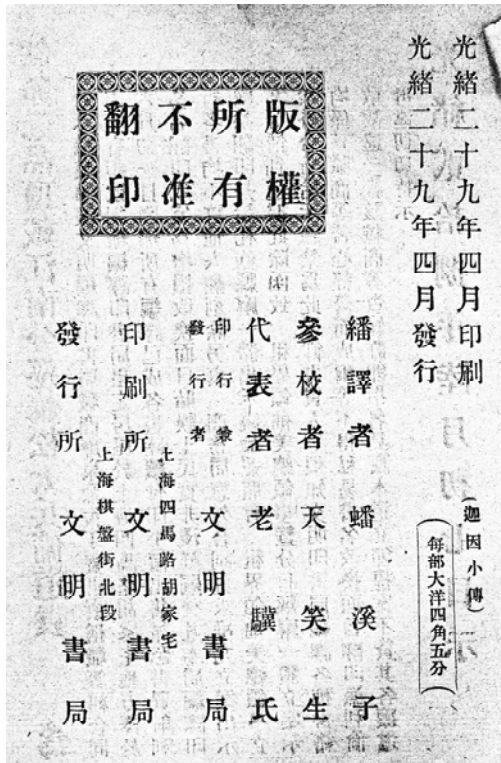 光緒二十九年四月印刷
光緒二十九年四月發行
(迦因小傳)
每部大洋四角五分
版權
所有
不准
翻印
繙譯者 蟠溪子
參校者 天笑生
代表者 老驥氏
印行兼
發行者 文明書局
上海四馬路胡家宅
印刷所 文明書局
上海棋盤街北段
發行所 文明書局